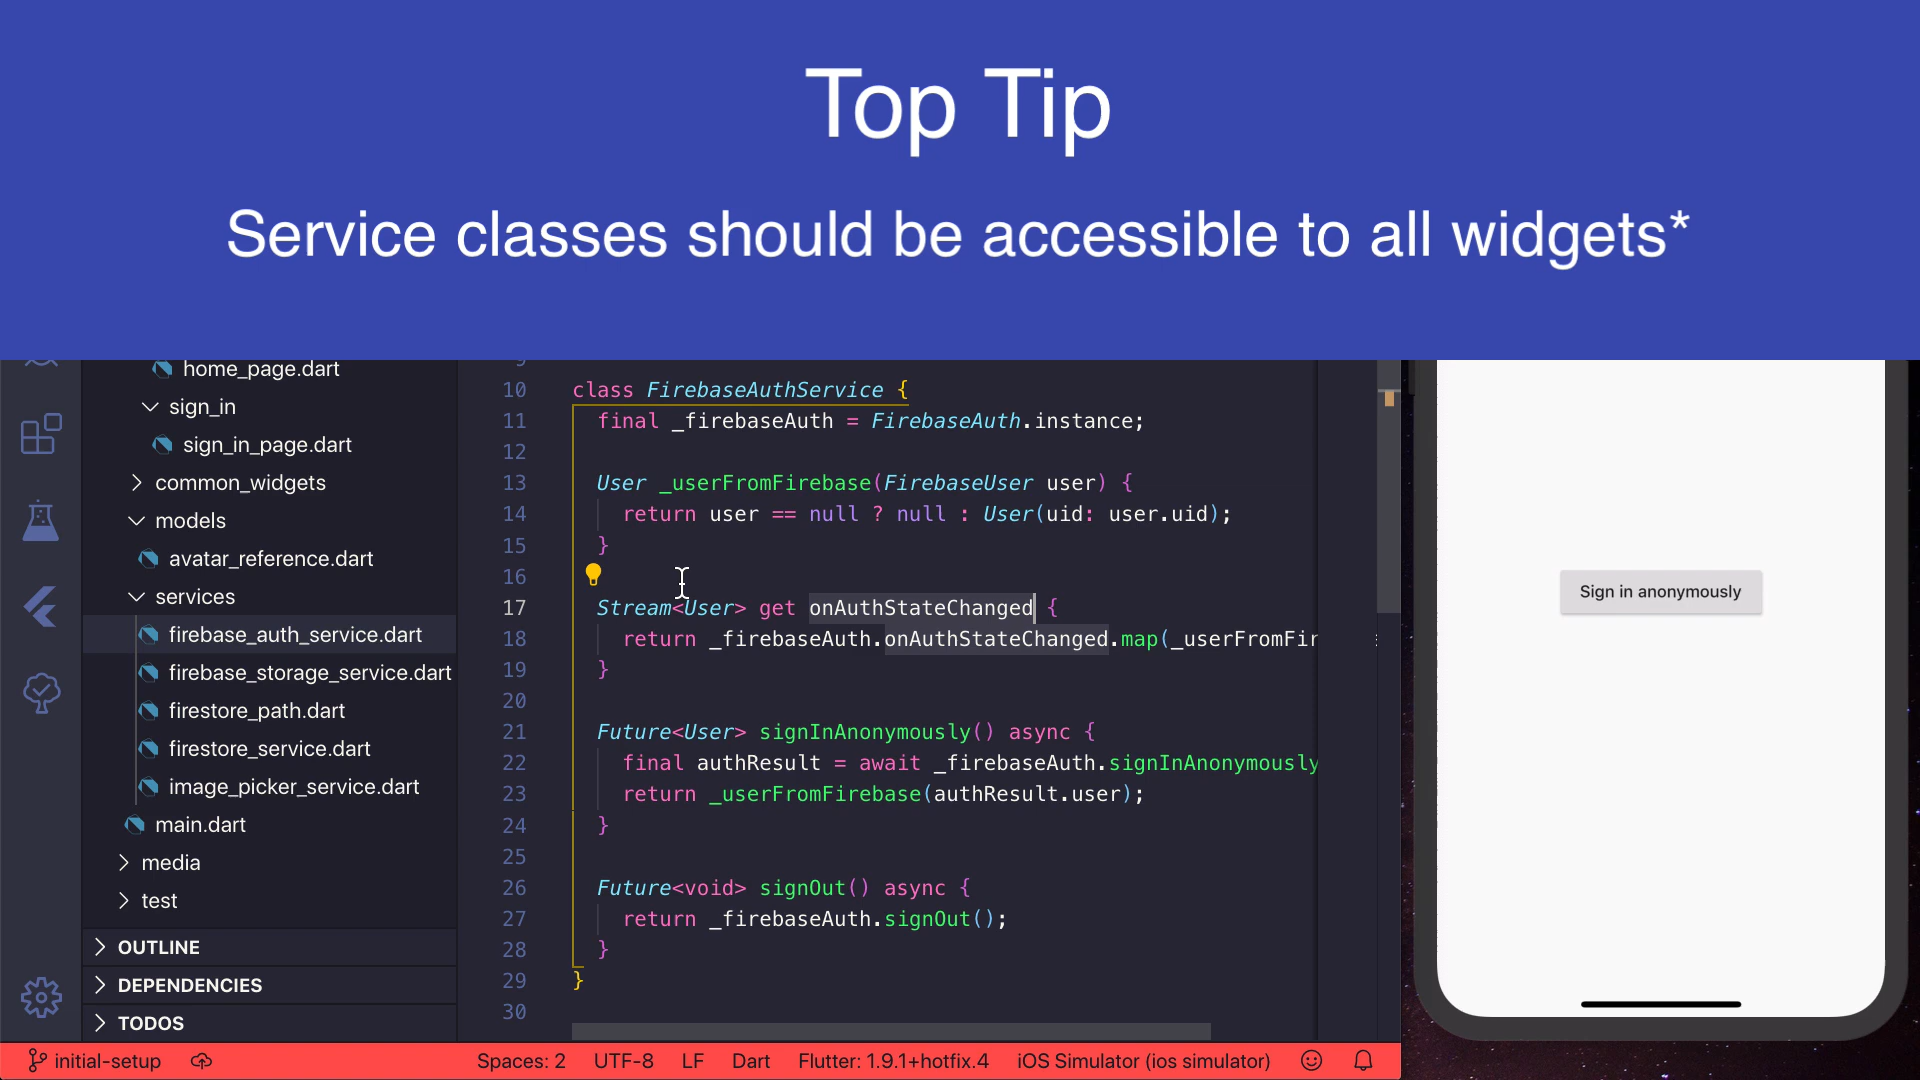 Top Tip
Service classes should be accessible to all widgets*
home_page.dart
sign_in
sign_in_page.dart
common_widgets
models
avatar_reference.dart
services
firebase_auth_service.dart
firebase_storage_service.dart
firestore_path.dart
firestore_service.dart
image_picker_service.dart
main.dart
media
test
OUTLINE
DEPENDENCIES
TODOS
9
10 class FirebaseAuthService {
11 final _firebaseAuth = FirebaseAuth.instance;
12
13 User _userFromFirebase(FirebaseUser user) {
14 return user == null ? null : User(uid: user.uid);
15 }
16
17 Stream<User> get onAuthStateChanged {
18 return _firebaseAuth.onAuthStateChanged.map(_userFromFir
19 }
20
21 Future<User> signInAnonymously() async {
22 final authResult = await _firebaseAuth.signInAnonymously
23 return _userFromFirebase(authResult.user);
24 }
25
26 Future<void> signOut() async {
27 return _firebaseAuth.signOut();
28 }
29 }
30
Sign in anonymously
initial-setup Spaces: 2 UTF-8 LF Dart Flutter: 1.9.1+hotfix.4 iOS Simulator (ios simulator)